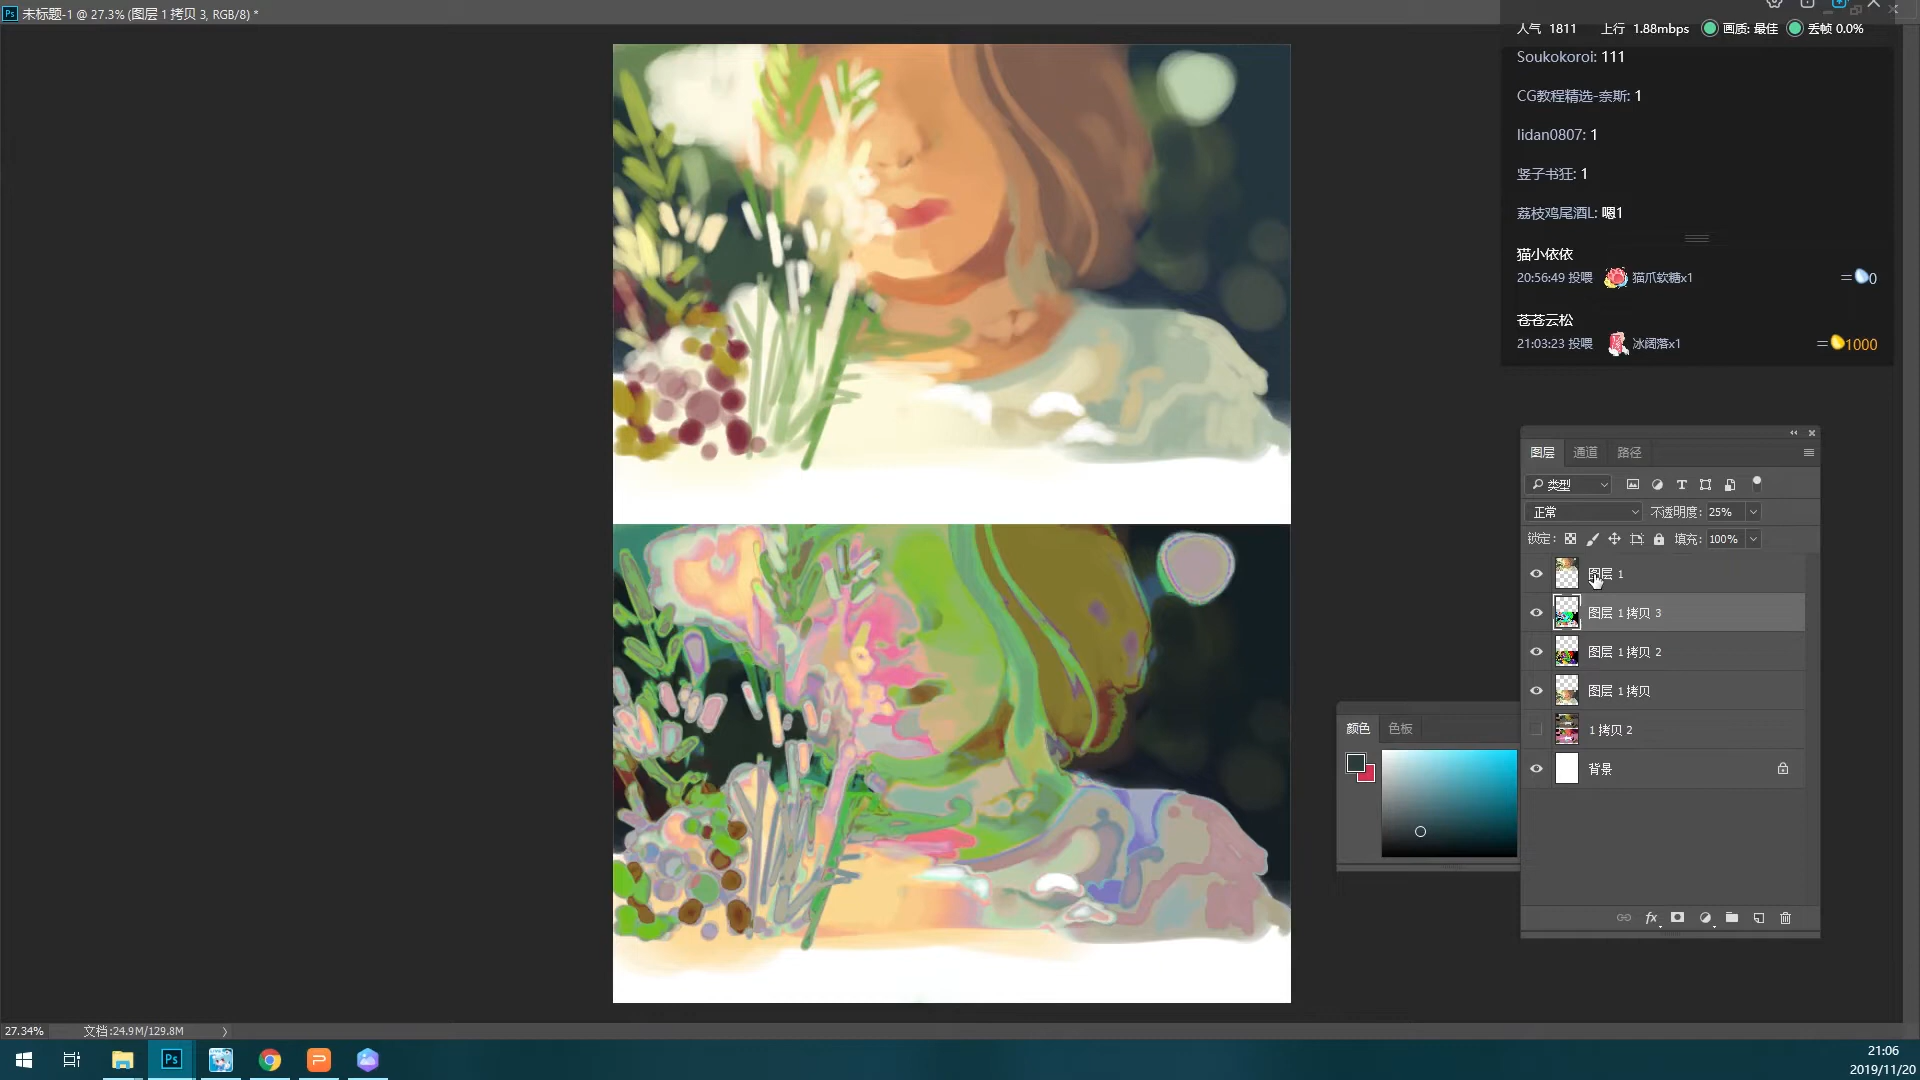 Ps 未标题-1 @ 27.3% (图层 1 拷贝 3, RGB/8) *
人气 1811 上行 1.88mbps 画质: 最佳 丢帧 0.0%
Soukokoroi: 111
CG教程精选-奈斯: 1
lidan0807: 1
竖子书狂: 1
荔枝鸡尾酒L: 嗯1
猫小依依
20:56:49 投喂 猫爪软糖x1 = 0
苍苍云松
21:03:23 投喂 冰阔落x1 = 1000
图层 通道 路径
类型
正常 不透明度: 25%
锁定: 填充: 100%
图层 1
图层 1 拷贝 3
图层 1 拷贝 2
图层 1 拷贝
1 拷贝 2
背景
颜色 色板
fx
27.34% 文档:24.9M/129.8M
Ps
21:06
2019/11/20